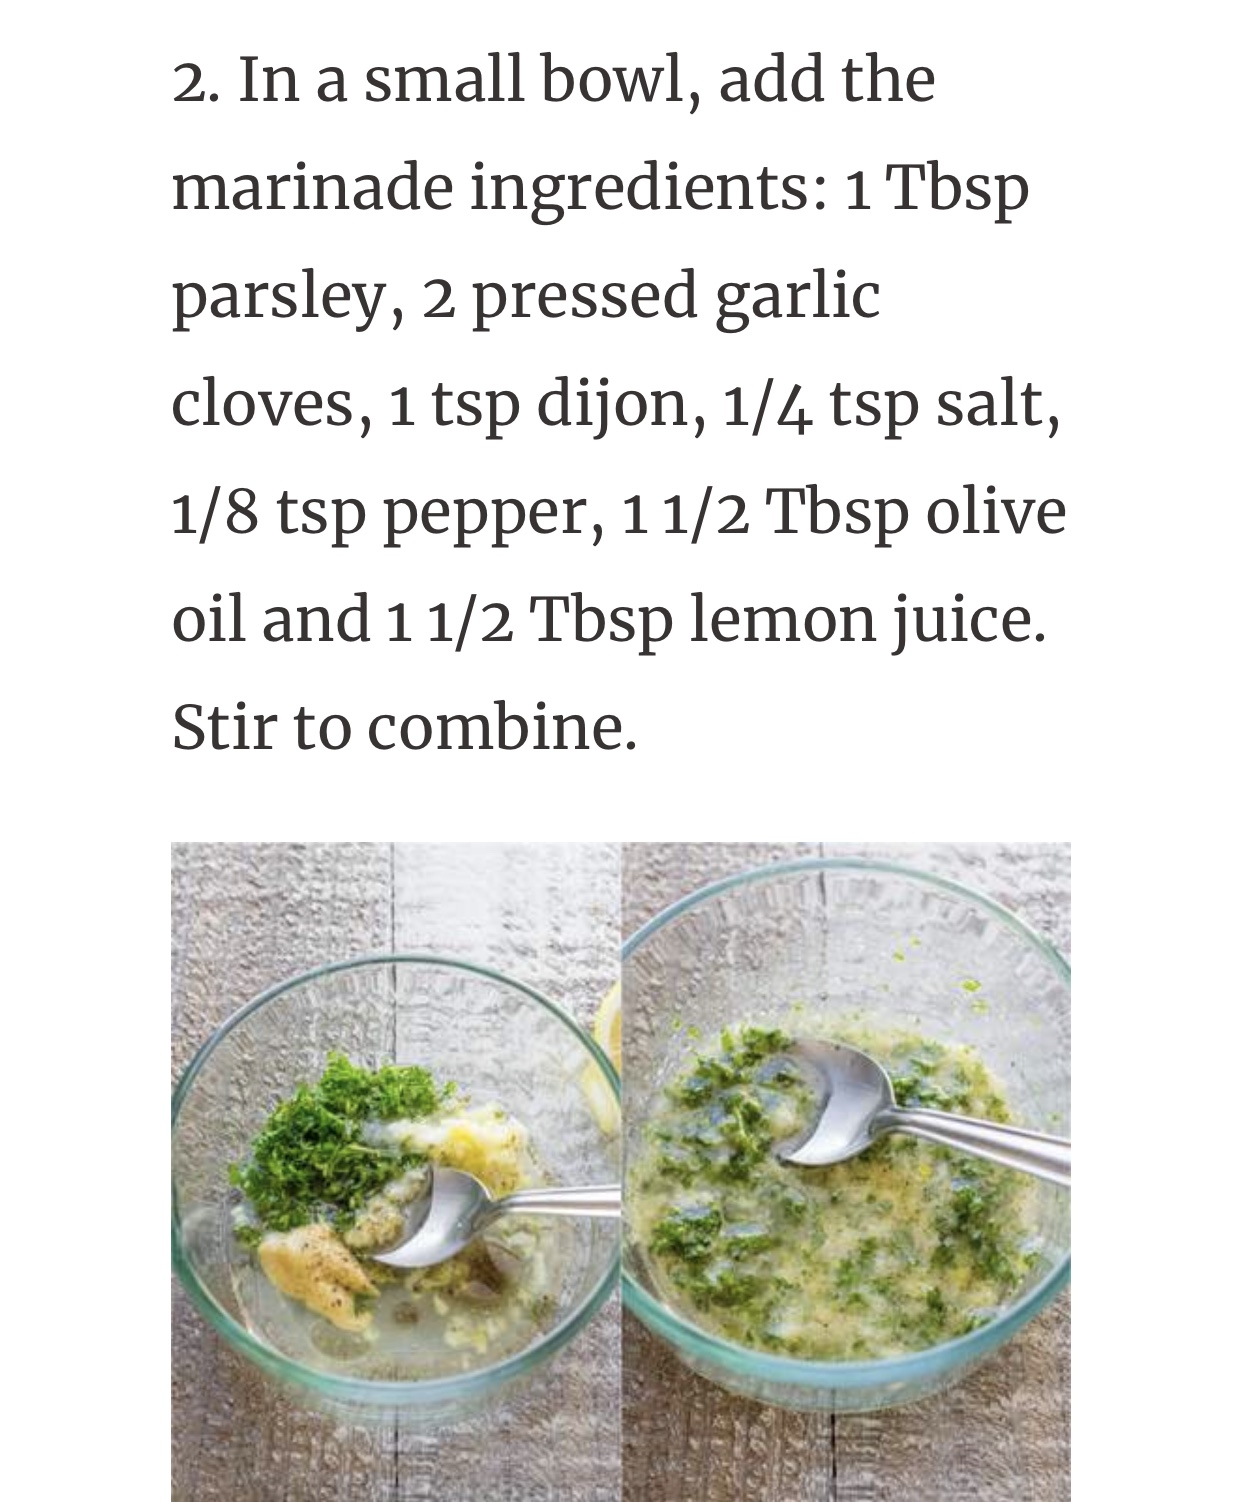 2. In a small bowl, add the
marinade ingredients: 1 Tbsp
parsley, 2 pressed garlic
cloves, 1 tsp dijon, 1/4 tsp salt,
1/8 tsp pepper, 1 1/2 Tbsp olive
oil and 1 1/2 Tbsp lemon juice.
Stir to combine.